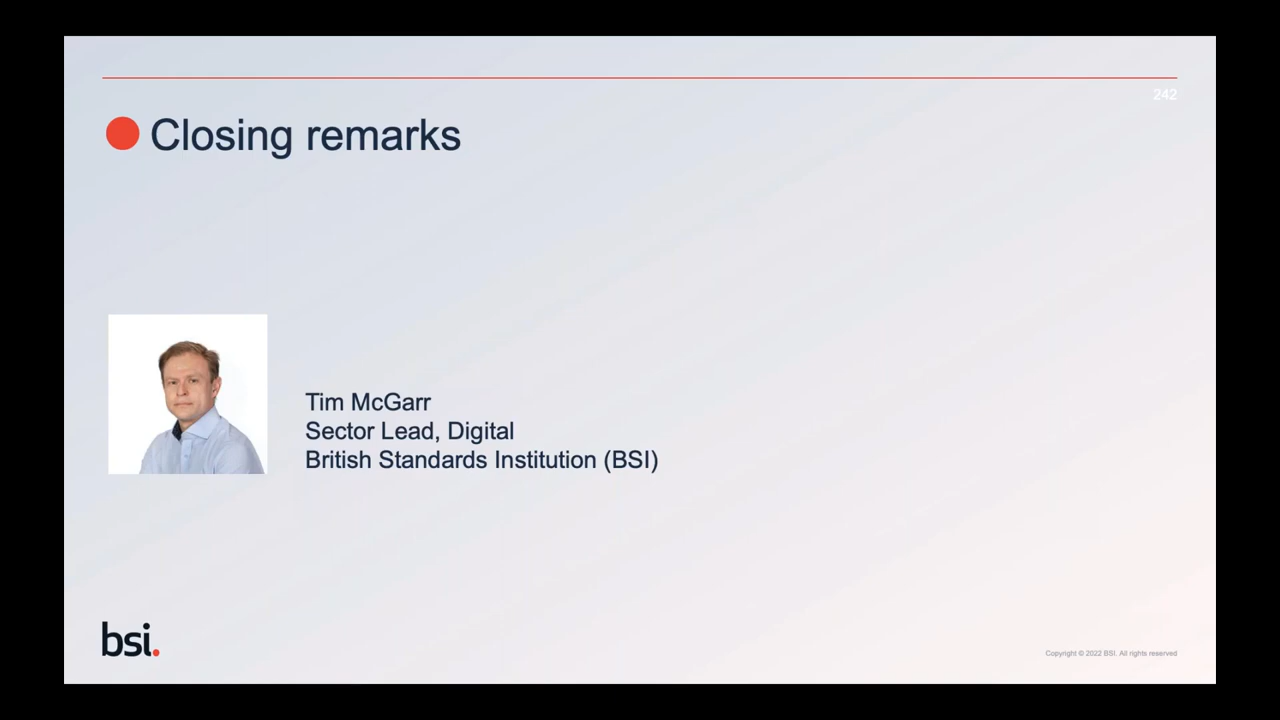 242
Closing remarks
Tim McGarr
Sector Lead, Digital
British Standards Institution (BSI)
bsi.
Copyright © 2022 BSI. All rights reserved